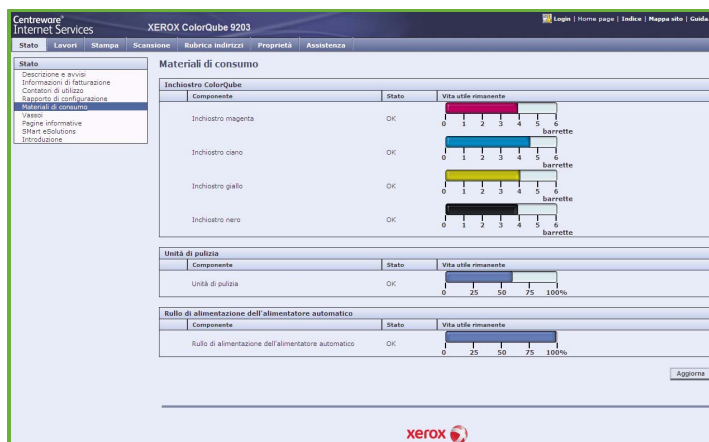 Centreware®
Internet Services
XEROX ColorQube 9203
Login | Home page | Indice | Mappa sito | Guida
Stato Lavori Stampa Scansione Rubrica indirizzi Proprietà Assistenza
Stato
Descrizione e avvisi
Informazioni di fatturazione
Contatori di utilizzo
Rapporto di configurazione
Materiali di consumo
Vassoi
Pagine informative
SMart eSolutions
Introduzione
Materiali di consumo
Inchiostro ColorQube
Componente Stato Vita utile rimanente
Inchiostro magenta OK
0 1 2 3 4 5 6
barrette
Inchiostro ciano OK
0 1 2 3 4 5 6
barrette
Inchiostro giallo OK
0 1 2 3 4 5 6
barrette
Inchiostro nero OK
0 1 2 3 4 5 6
barrette
Unità di pulizia
Componente Stato Vita utile rimanente
Unità di pulizia OK
0 25 50 75 100%
Rullo di alimentazione dell'alimentatore automatico
Componente Stato Vita utile rimanente
Rullo di alimentazione dell'alimentatore automatico OK
0 25 50 75 100%
Aggiorna
xerox